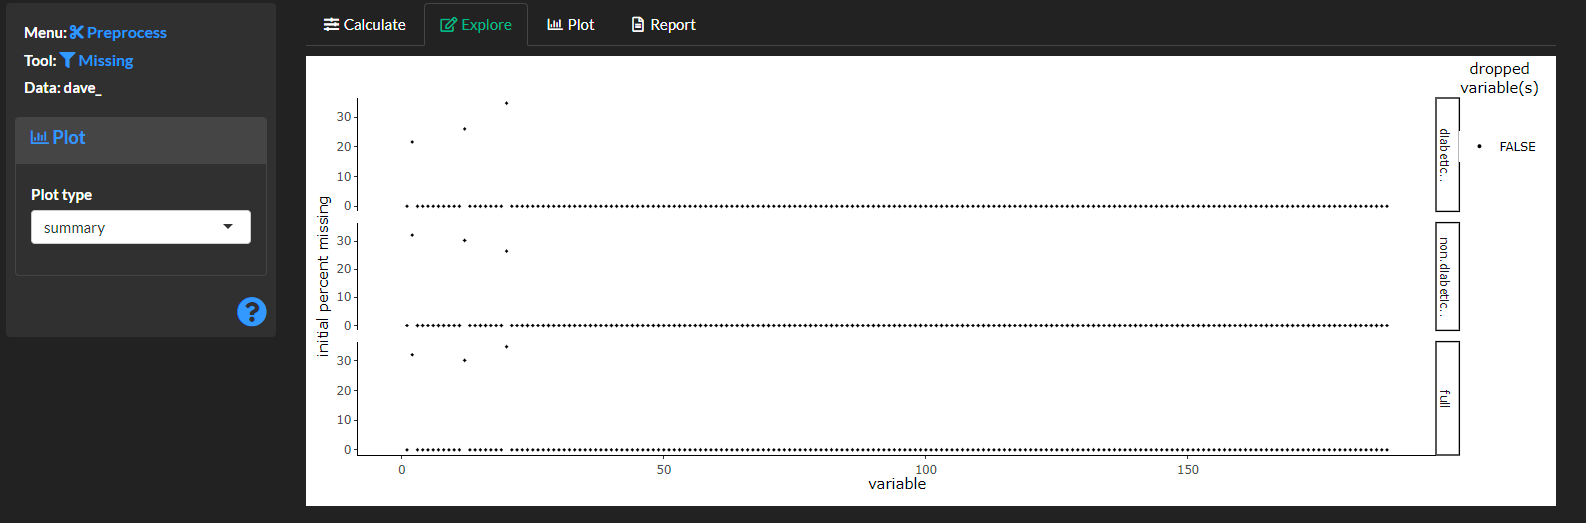 Menu: Preprocess
Tool: Missing
Data: dave_
Plot
Plot type
summary
?
Calculate
Explore
Plot
Report
dropped
variable(s)
FALSE
initial percent missing
30
20
10
0
diabetic..
30
20
10
0
non.diabetic..
30
20
10
0
full
0
50
100
150
variable